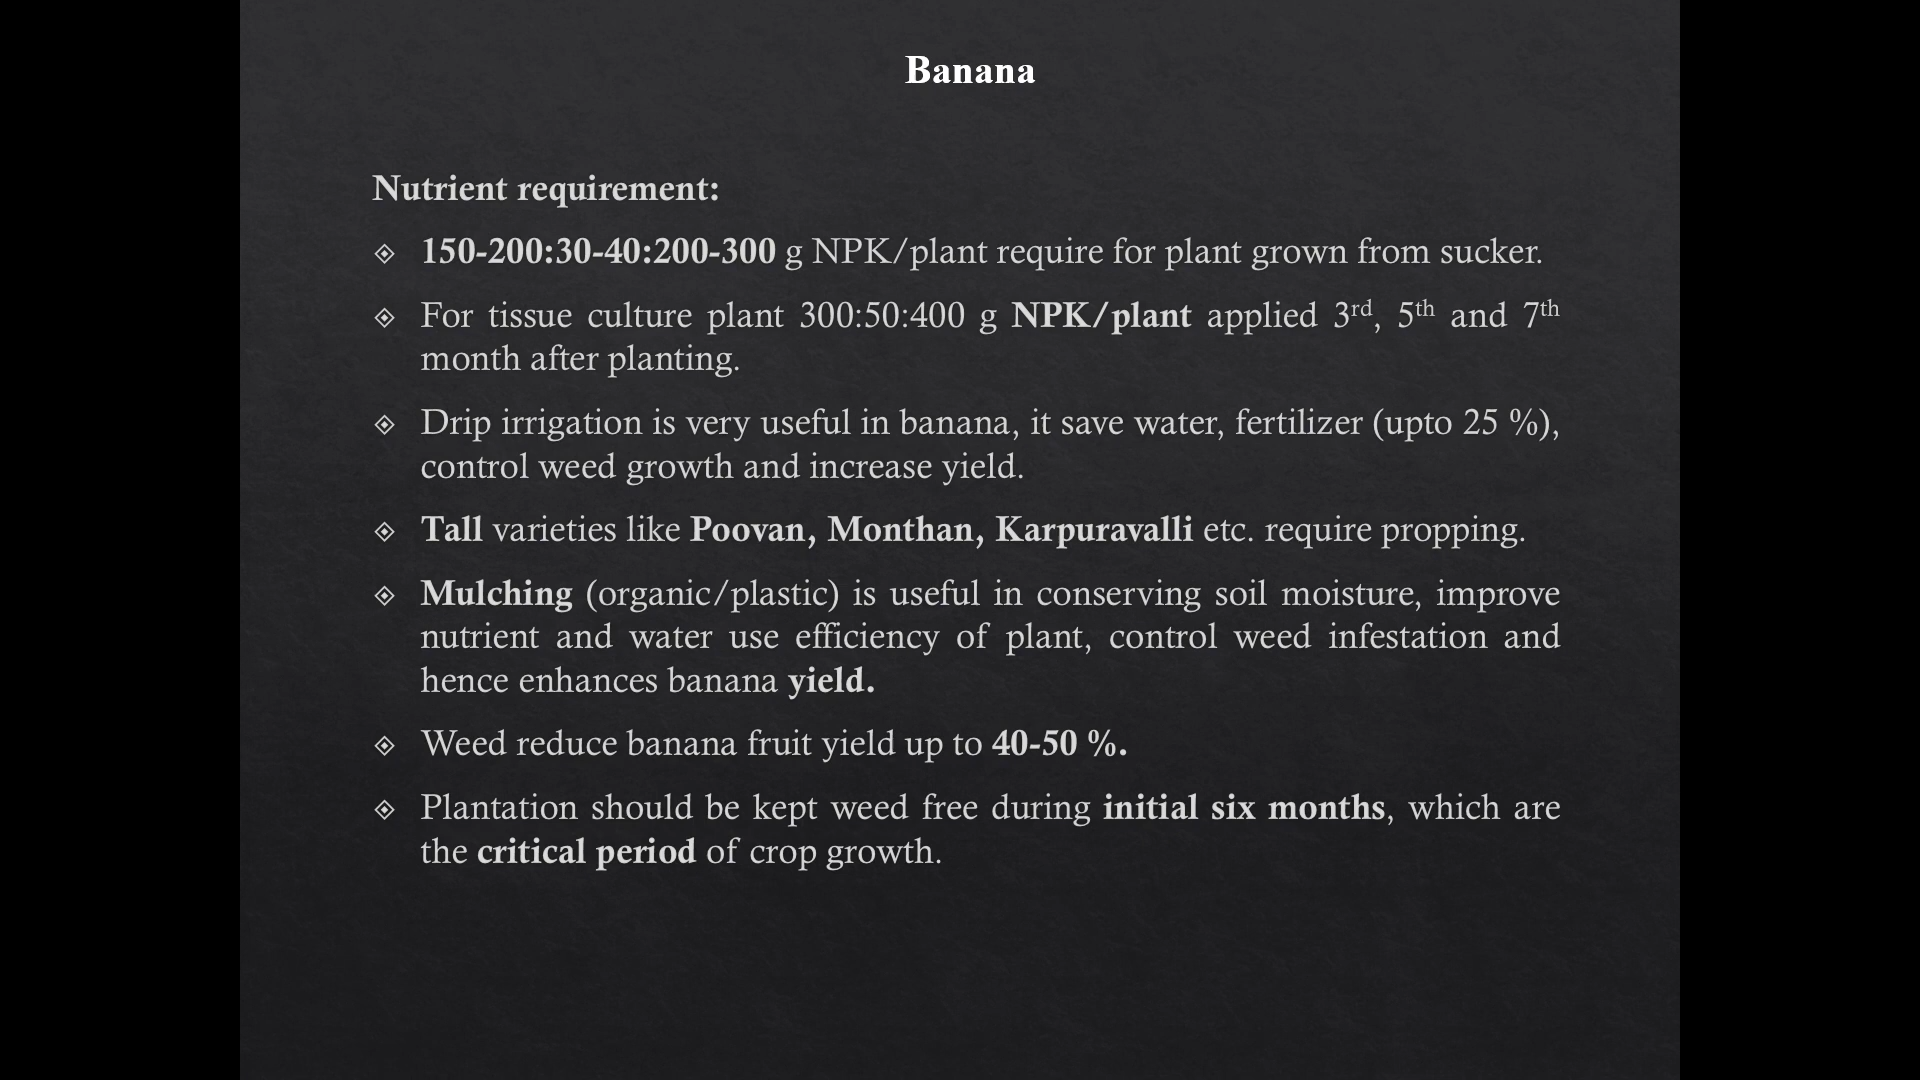 Banana
Nutrient requirement:
150-200:30-40:200-300 g NPK/plant require for plant grown from sucker.
For tissue culture plant 300:50:400 g NPK/plant applied 3rd, 5th and 7th
month after planting.
Drip irrigation is very useful in banana, it save water, fertilizer (upto 25 %),
control weed growth and increase yield.
Tall varieties like Poovan, Monthan, Karpuravalli etc. require propping.
Mulching (organic/plastic) is useful in conserving soil moisture, improve
nutrient and water use efficiency of plant, control weed infestation and
hence enhances banana yield.
Weed reduce banana fruit yield up to 40-50 %.
Plantation should be kept weed free during initial six months, which are
the critical period of crop growth.